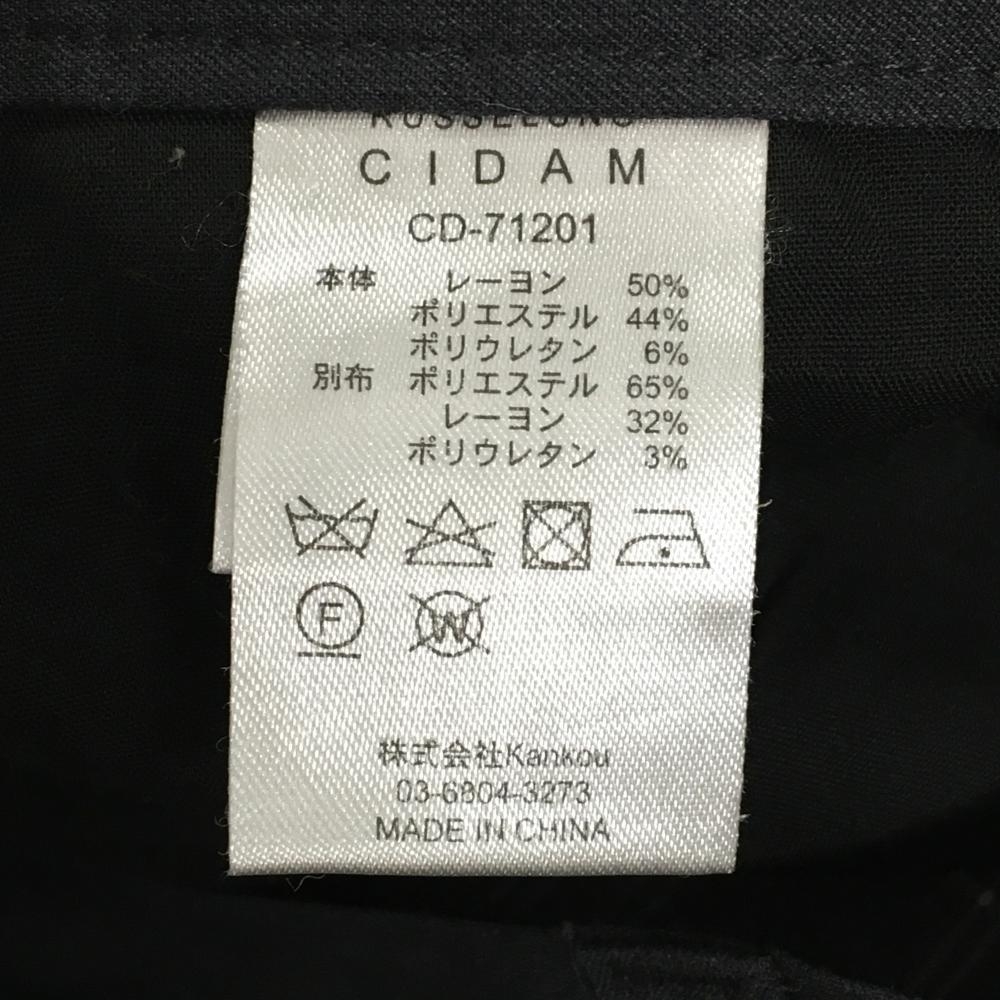 RUSSELUNO
CIDAM
CD-71201
本体 レーヨン 50%
ポリエステル 44%
ポリウレタン 6%
別布 ポリエステル 65%
レーヨン 32%
ポリウレタン 3%
F W
株式会社Kankou
03-6804-3273
MADE IN CHINA